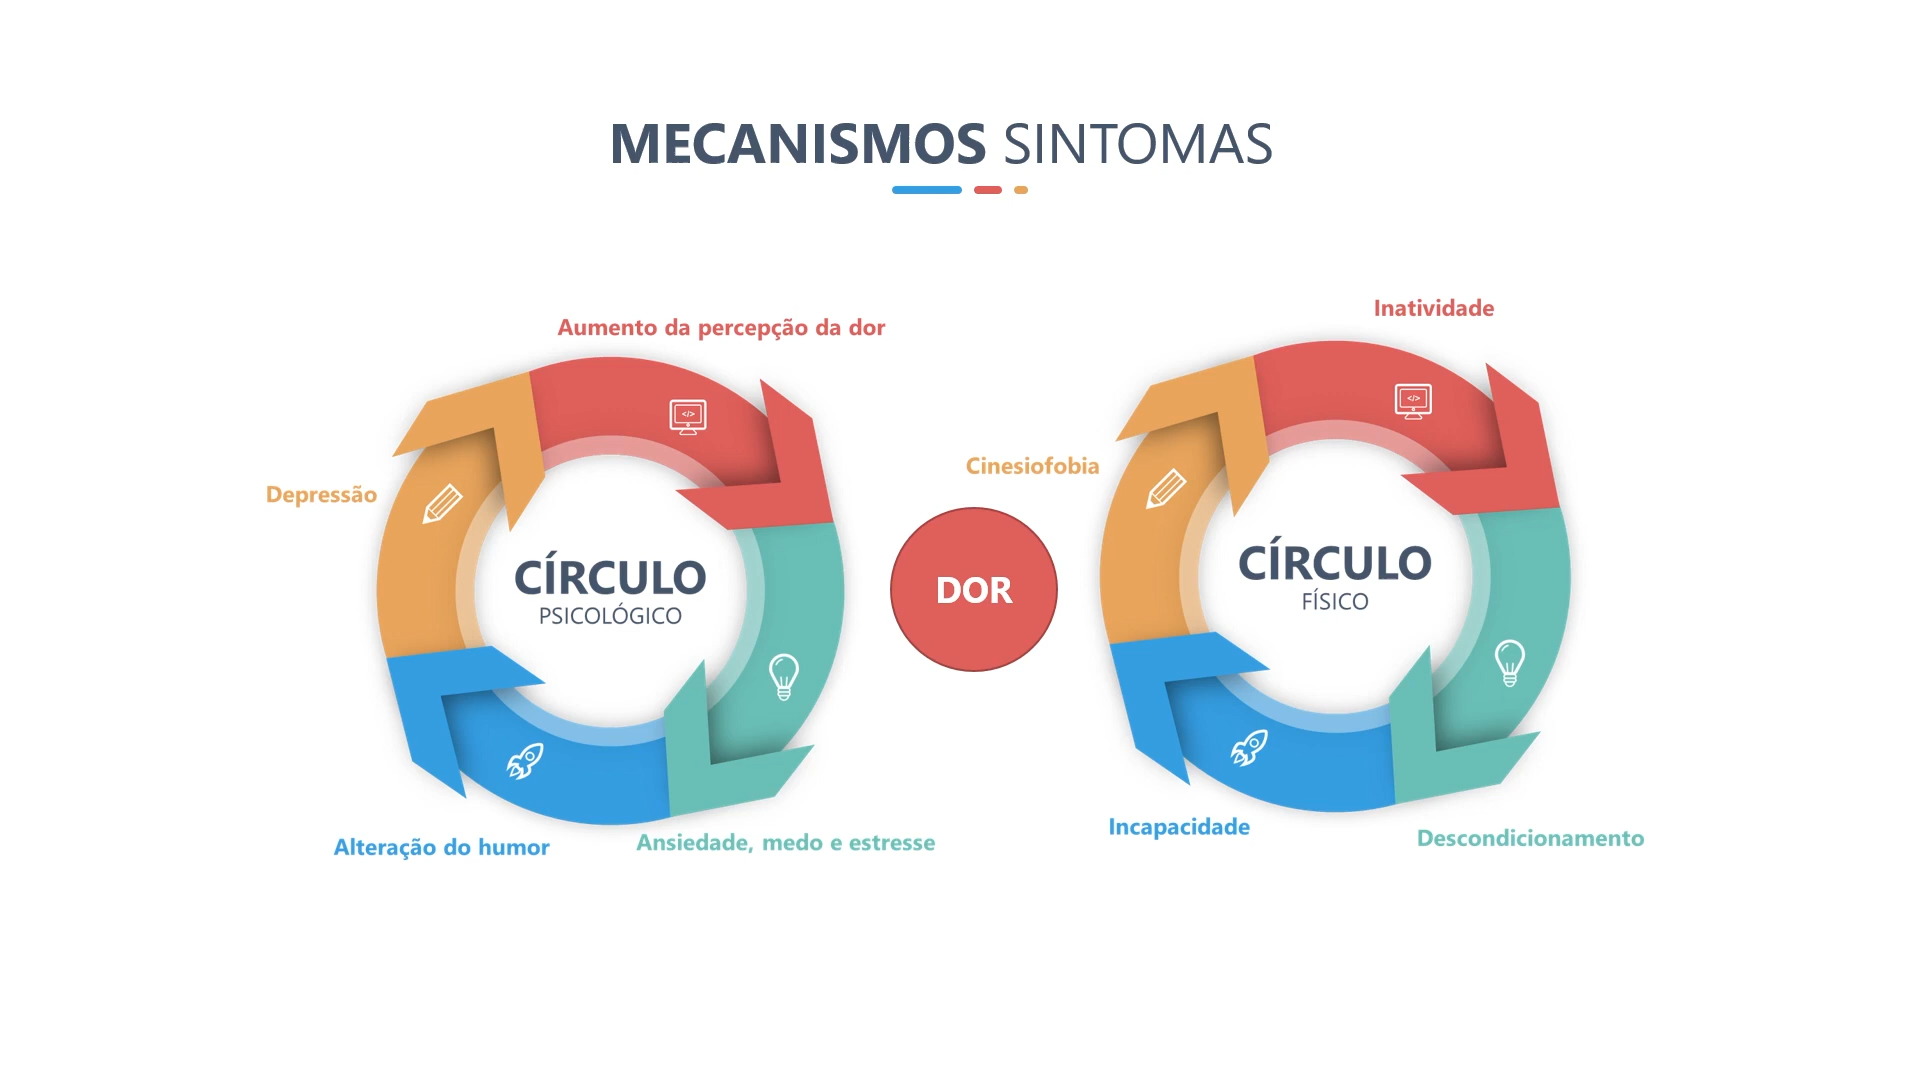 MECANISMOS SINTOMAS
Aumento da percepção da dor
Depressão
CÍRCULO
PSICOLÓGICO
Alteração do humor
Ansiedade, medo e estresse
DOR
Inatividade
Cinesiofobia
CÍRCULO
FÍSICO
Incapacidade
Descondicionamento